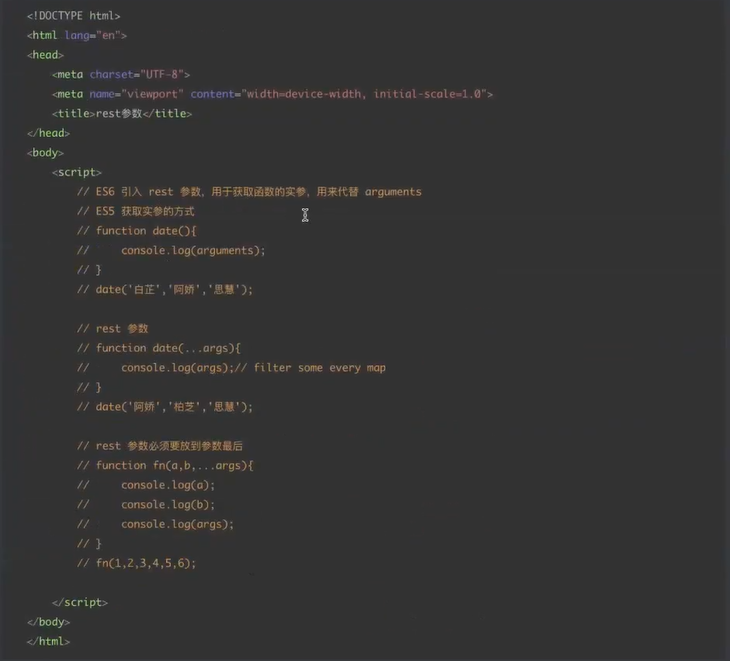 <!DOCTYPE html>
<html lang="en">
<head>
    <meta charset="UTF-8">
    <meta name="viewport" content="width=device-width, initial-scale=1.0">
    <title>rest参数</title>
</head>
<body>
    <script>
        // ES6 引入 rest 参数，用于获取函数的实参，用来代替 arguments
        // ES5 获取实参的方式
        // function date(){
        //     console.log(arguments);
        // }
        // date('白芷','阿娇','思慧');

        // rest 参数
        // function date(...args){
        //     console.log(args);// filter some every map
        // }
        // date('阿娇','柏芝','思慧');

        // rest 参数必须要放到参数最后
        // function fn(a,b,...args){
        //     console.log(a);
        //     console.log(b);
        //     console.log(args);
        // }
        // fn(1,2,3,4,5,6);

    </script>
</body>
</html>